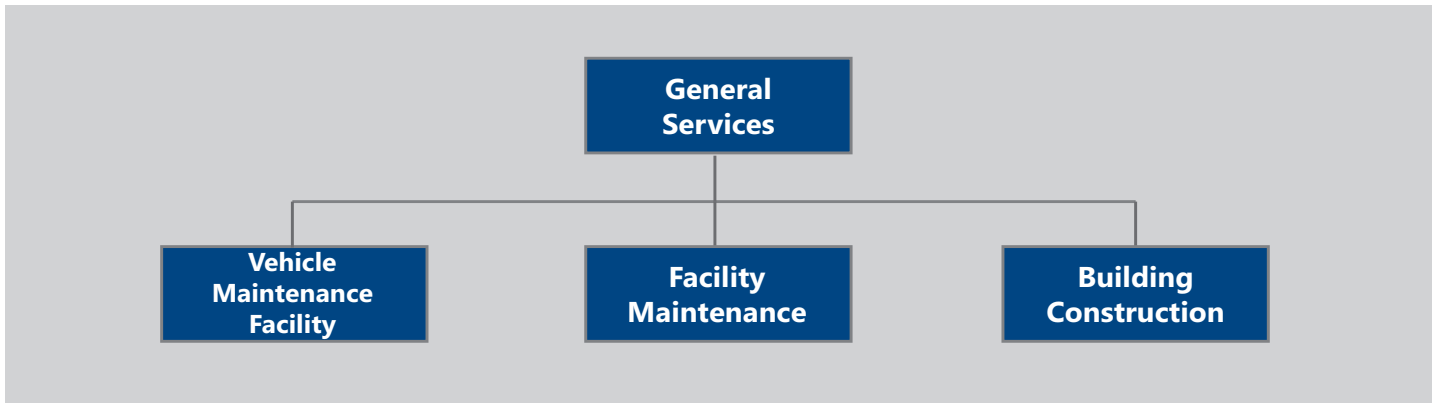 General
Services
Vehicle
Maintenance
Facility
Facility
Maintenance
Building
Construction